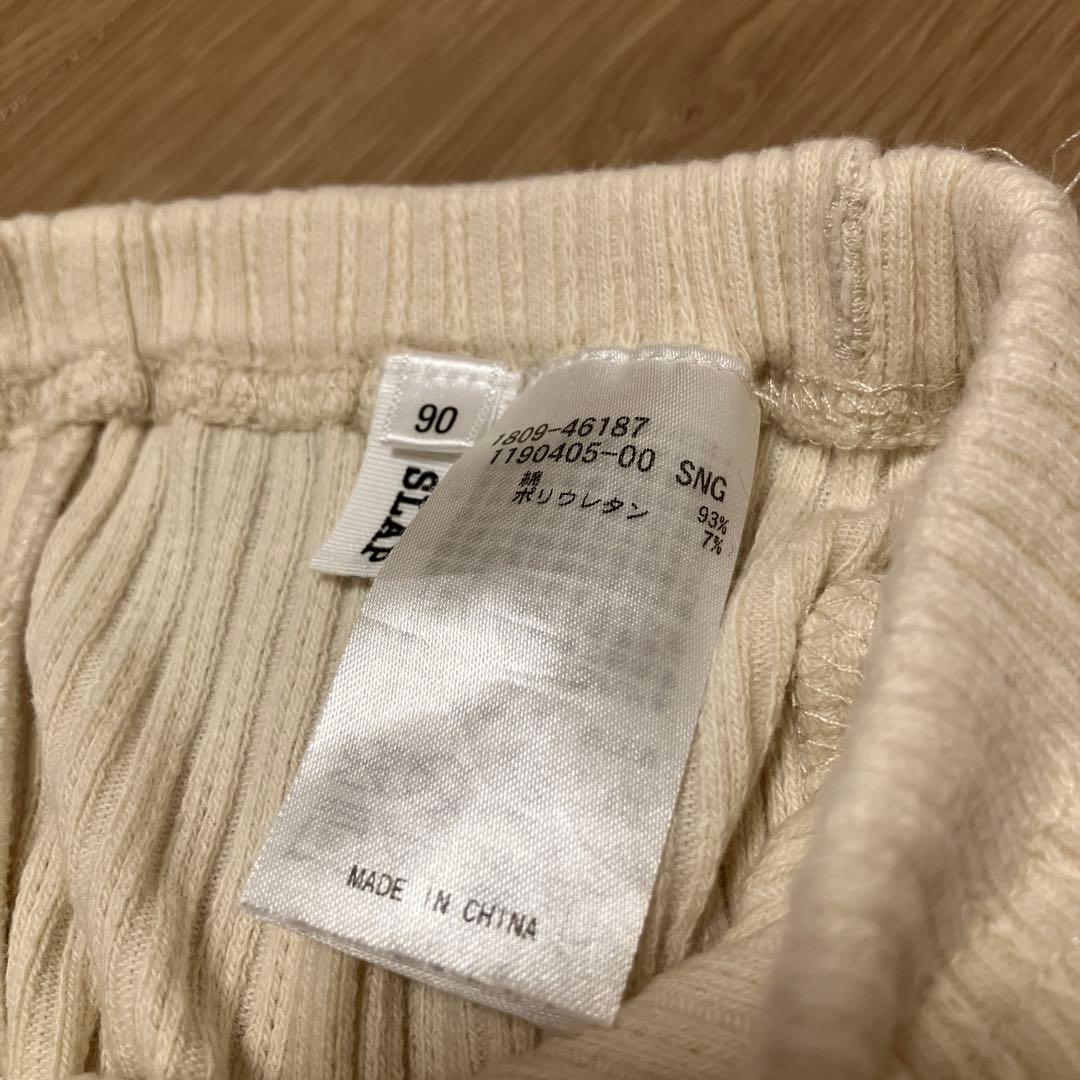 90
SLAP
1809-46187
1190405-00 SNG
綿 93%
ポリウレタン 7%
MADE IN CHINA